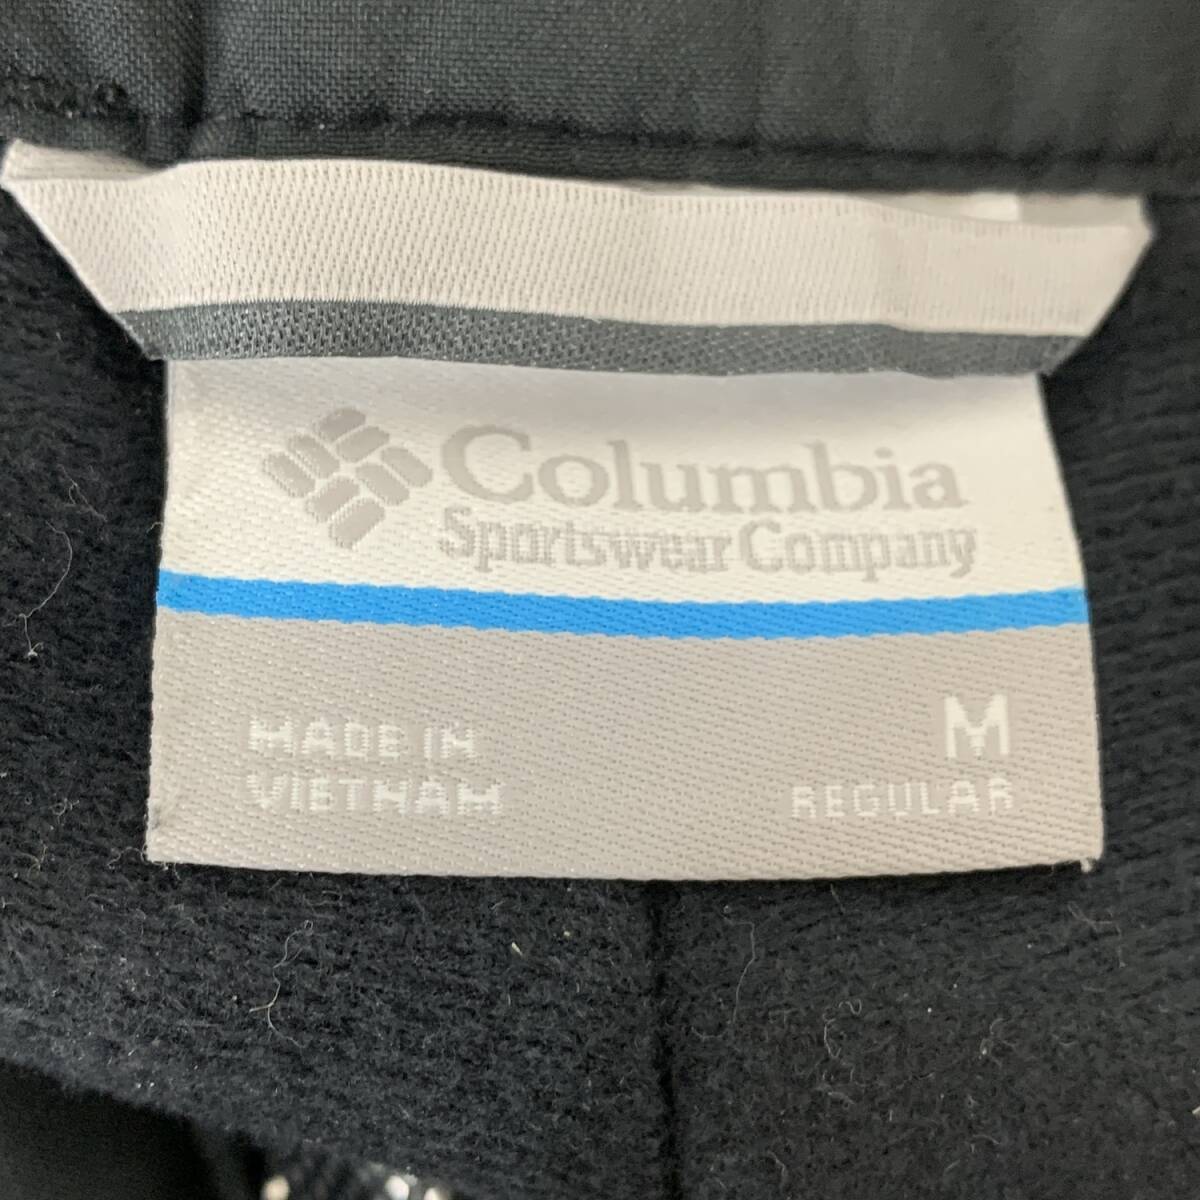 Columbia
Sportswear Company
MADE IN
VIETNAM
M
REGULAR